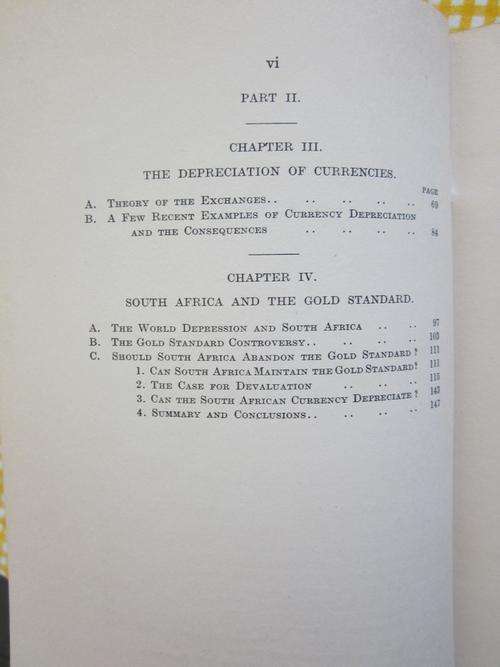 vi
PART II.
CHAPTER III.
THE DEPRECIATION OF CURRENCIES.
PAGE
A. THEORY OF THE EXCHANGES.. .. .. .. .. 69
B. A FEW RECENT EXAMPLES OF CURRENCY DEPRECIATION
AND THE CONSEQUENCES .. .. .. .. 84
CHAPTER IV.
SOUTH AFRICA AND THE GOLD STANDARD.
A. THE WORLD DEPRESSION AND SOUTH AFRICA .. .. 97
B. THE GOLD STANDARD CONTROVERSY.. .. .. .. 103
C. SHOULD SOUTH AFRICA ABANDON THE GOLD STANDARD? 111
1. CAN SOUTH AFRICA MAINTAIN THE GOLD STANDARD? 111
2. THE CASE FOR DEVALUATION .. .. .. 115
3. CAN THE SOUTH AFRICAN CURRENCY DEPRECIATE? 143
4. SUMMARY AND CONCLUSIONS.. .. .. .. 147